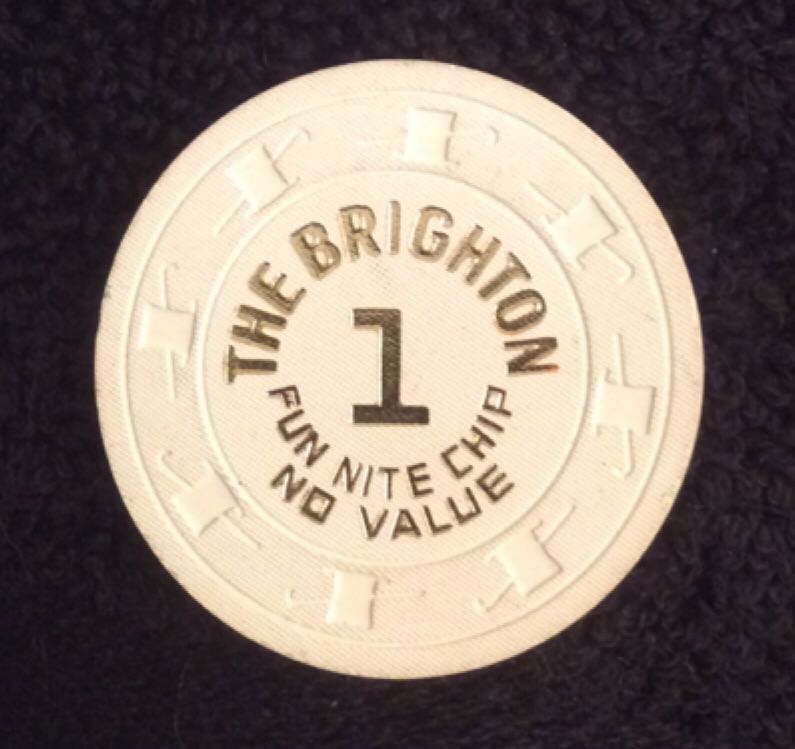 THE BRIGHTON
1
FUN NITE CHIP
NO VALUE